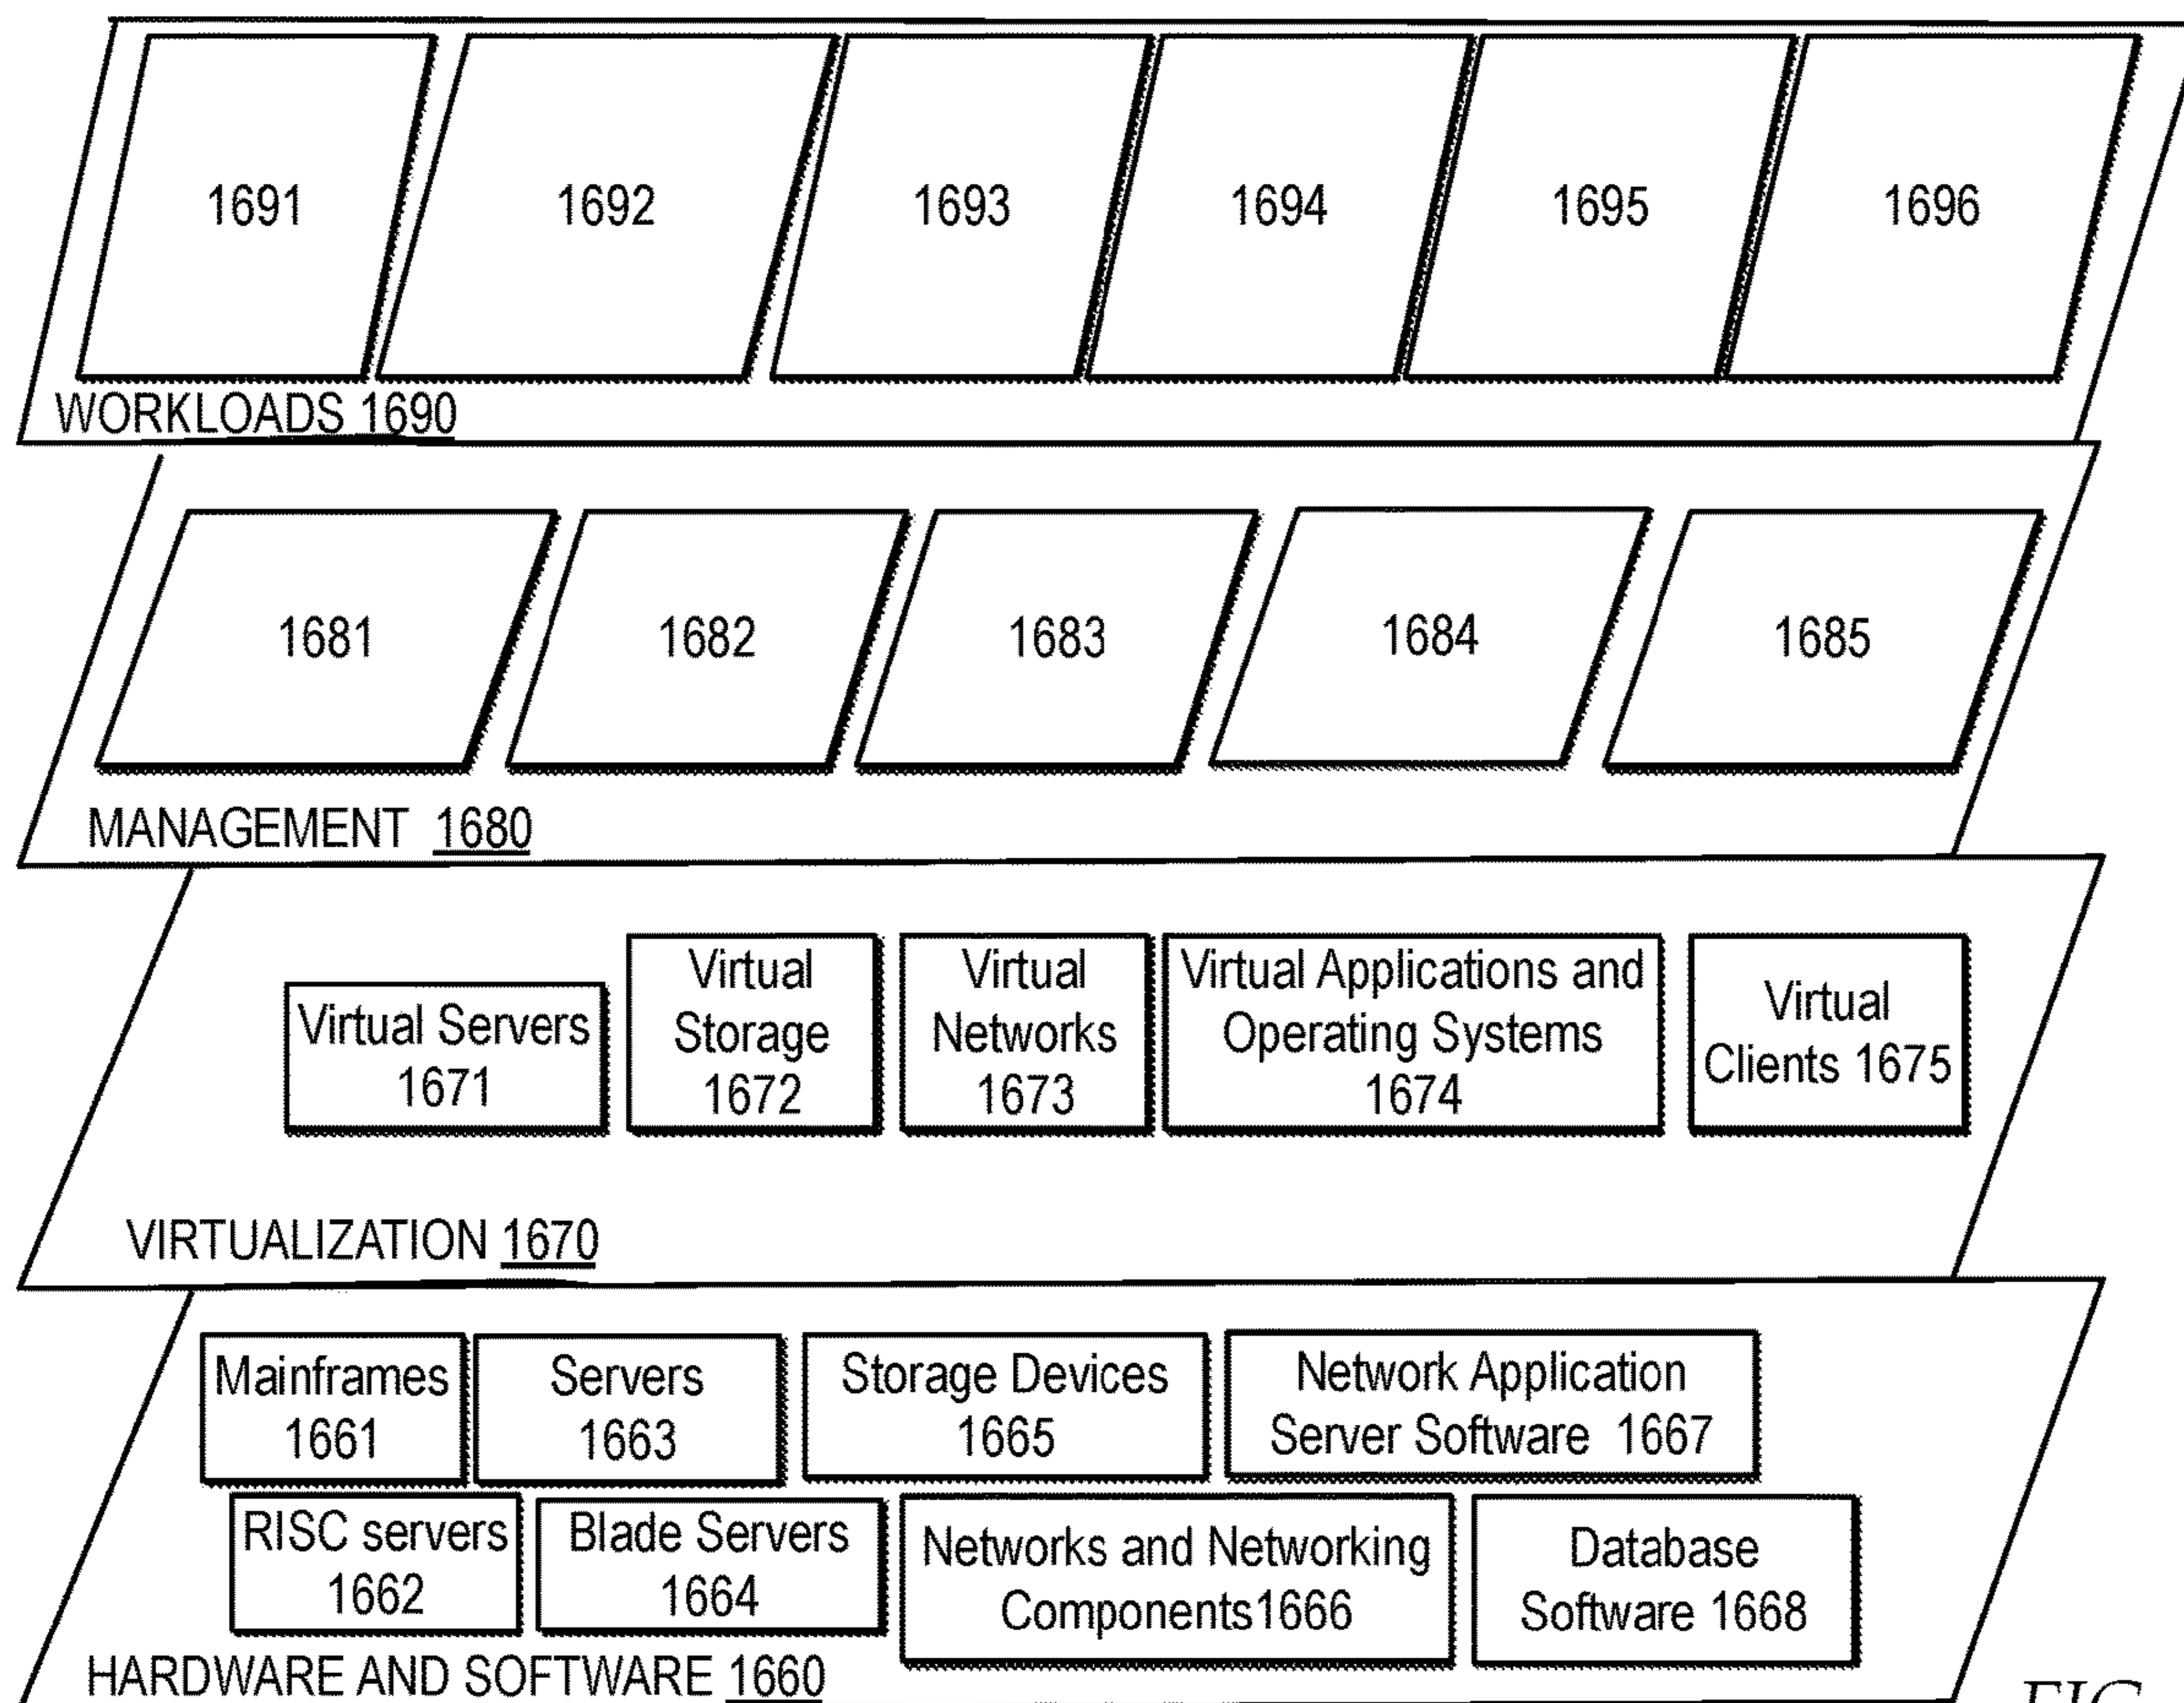 1691
1692
1693
1694
1695
1696
WORKLOADS 1690
1681
1682
1683
1684
1685
MANAGEMENT 1680
Virtual Servers
1671
Virtual
Storage
1672
Virtual
Networks
1673
Virtual Applications and
Operating Systems
1674
Virtual
Clients 1675
VIRTUALIZATION 1670
Mainframes
1661
Servers
1663
Storage Devices
1665
Network Application
Server Software 1667
RISC servers
1662
Blade Servers
1664
Networks and Networking
Components1666
Database
Software 1668
HARDWARE AND SOFTWARE 1660
FIG